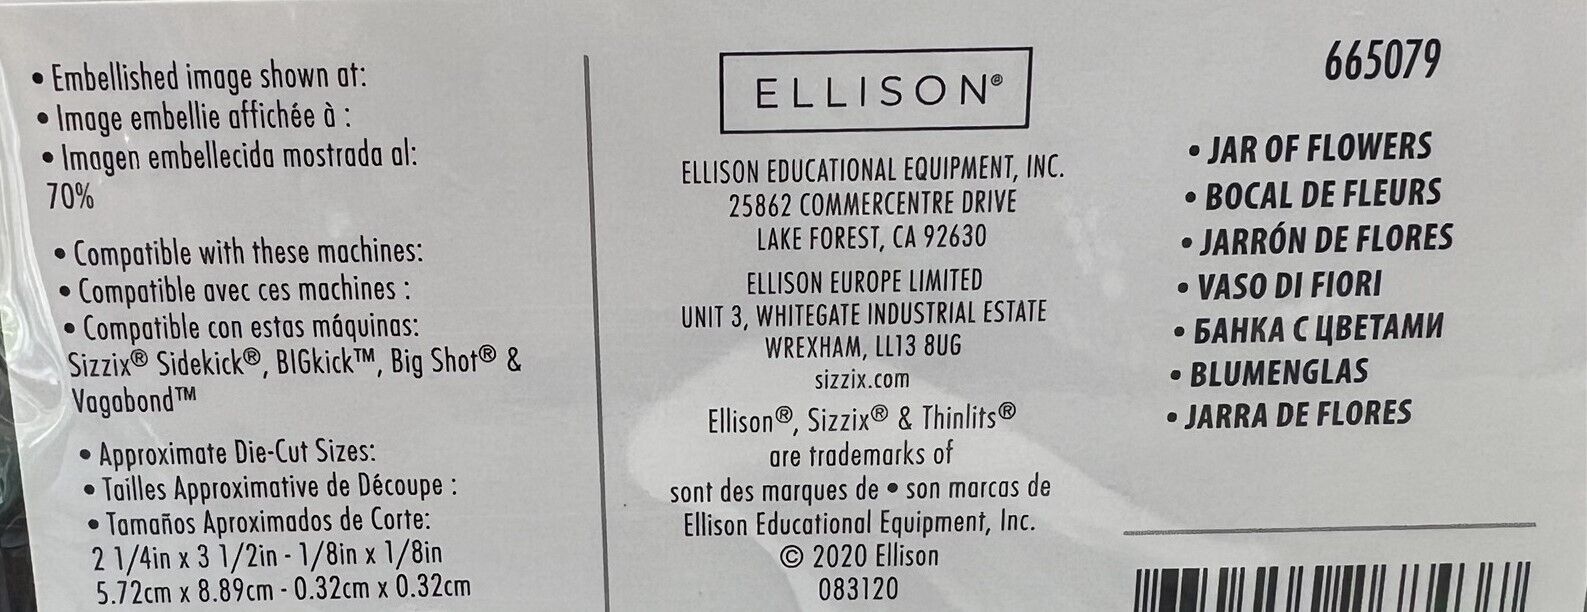 • Embellished image shown at:
• Image embellie affichée à :
• Imagen embellecida mostrada al:
70%
• Compatible with these machines:
• Compatible avec ces machines :
• Compatible con estas máquinas:
Sizzix® Sidekick®, BIGkick™, Big Shot® &
Vagabond™
• Approximate Die-Cut Sizes:
• Tailles Approximative de Découpe :
• Tamaños Aproximados de Corte:
2 1/4in x 3 1/2in - 1/8in x 1/8in
5.72cm x 8.89cm - 0.32cm x 0.32cm
ELLISON®
ELLISON EDUCATIONAL EQUIPMENT, INC.
25862 COMMERCENTRE DRIVE
LAKE FOREST, CA 92630
ELLISON EUROPE LIMITED
UNIT 3, WHITEGATE INDUSTRIAL ESTATE
WREXHAM, LL13 8UG
sizzix.com
Ellison®, Sizzix® & Thinlits®
are trademarks of
sont des marques de • son marcas de
Ellison Educational Equipment, Inc.
© 2020 Ellison
083120
665079
• JAR OF FLOWERS
• BOCAL DE FLEURS
• JARRÓN DE FLORES
• VASO DI FIORI
• БАНКА С ЦВЕТАМИ
• BLUMENGLAS
• JARRA DE FLORES